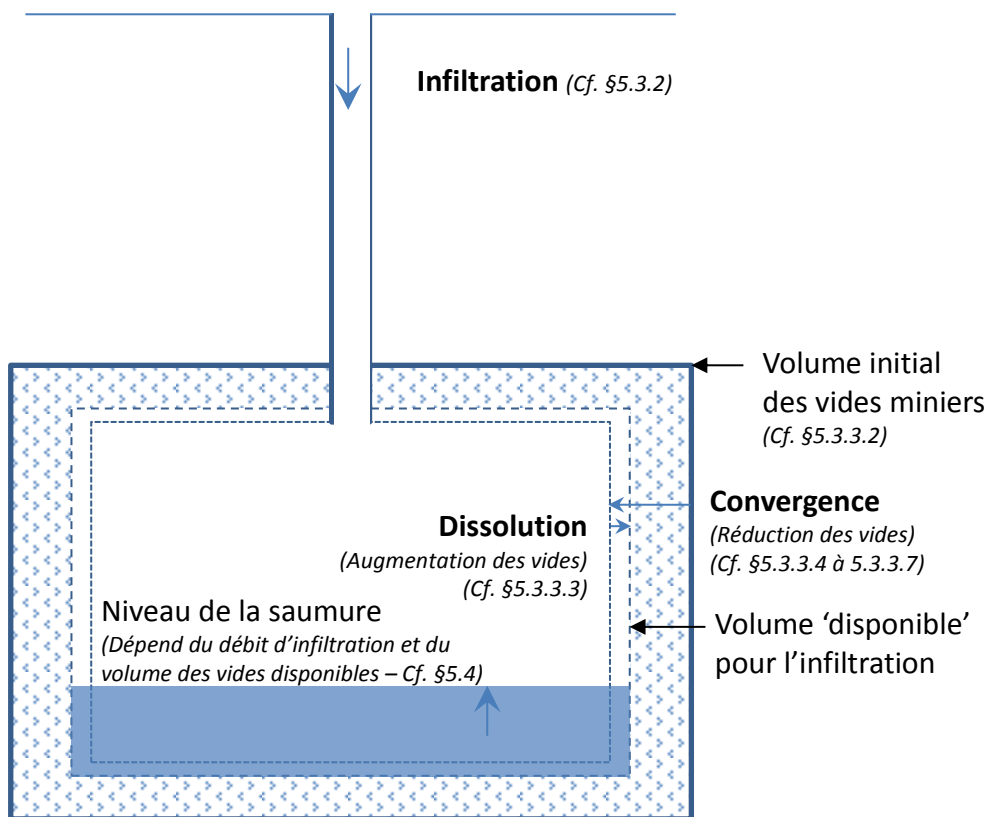 Infiltration (Cf. §5.3.2)
Volume initial
des vides miniers
(Cf. §5.3.3.2)
Convergence
(Réduction des vides)
(Cf. §5.3.3.4 à 5.3.3.7)
Dissolution
(Augmentation des vides)
(Cf. §5.3.3.3)
Niveau de la saumure
(Dépend du débit d’infiltration et du
volume des vides disponibles – Cf. §5.4)
Volume ‘disponible’
pour l’infiltration